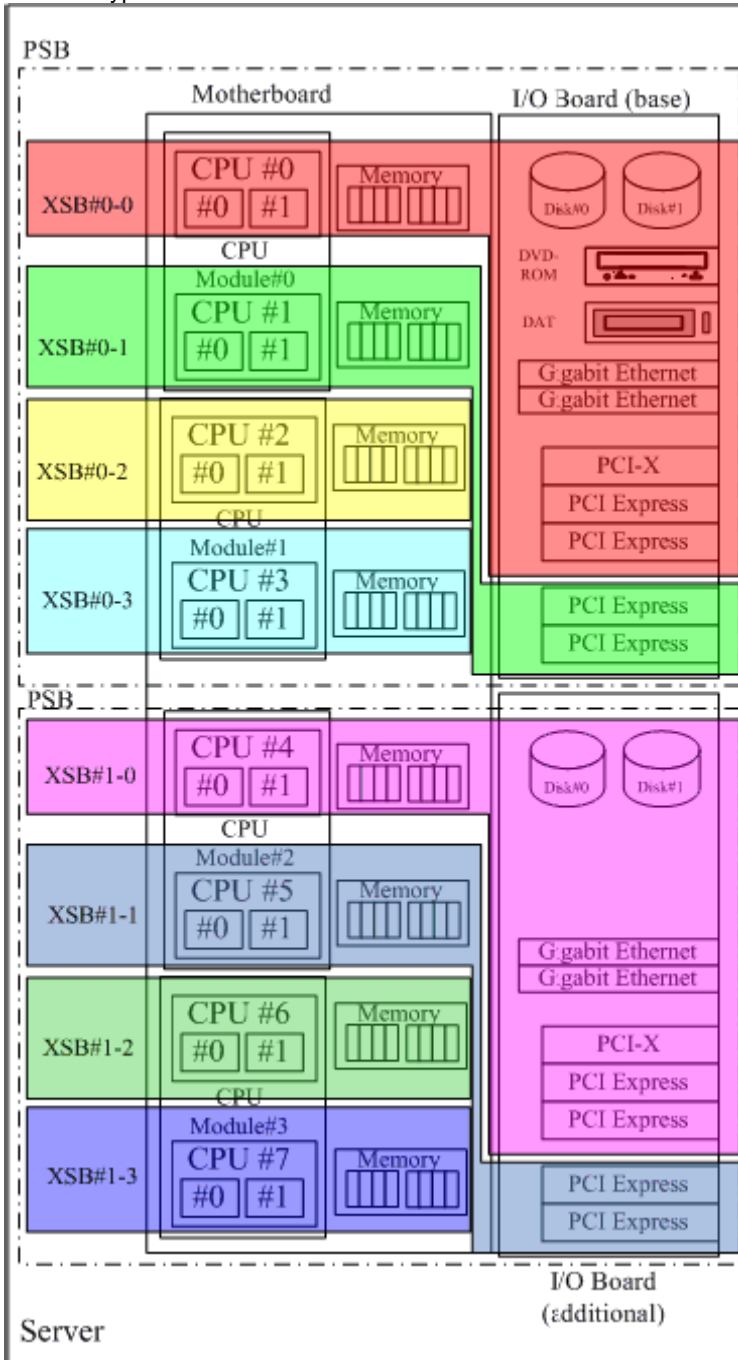 PSB
Motherboard
I/O Board (base)
XSB#0-0
CPU #0
#0 #1
Memory
Disk#0
Disk#1
CPU
Module#0
DVD-
ROM
XSB#0-1
CPU #1
#0 #1
Memory
DAT
Gigabit Ethernet
Gigabit Ethernet
XSB#0-2
CPU #2
#0 #1
Memory
PCI-X
PCI Express
PCI Express
CPU
Module#1
XSB#0-3
CPU #3
#0 #1
Memory
PCI Express
PCI Express
PSB
XSB#1-0
CPU #4
#0 #1
Memory
Disk#0
Disk#1
CPU
Module#2
XSB#1-1
CPU #5
#0 #1
Memory
Gigabit Ethernet
Gigabit Ethernet
XSB#1-2
CPU #6
#0 #1
Memory
PCI-X
PCI Express
PCI Express
CPU
Module#3
XSB#1-3
CPU #7
#0 #1
Memory
PCI Express
PCI Express
I/O Board
(additional)
Server